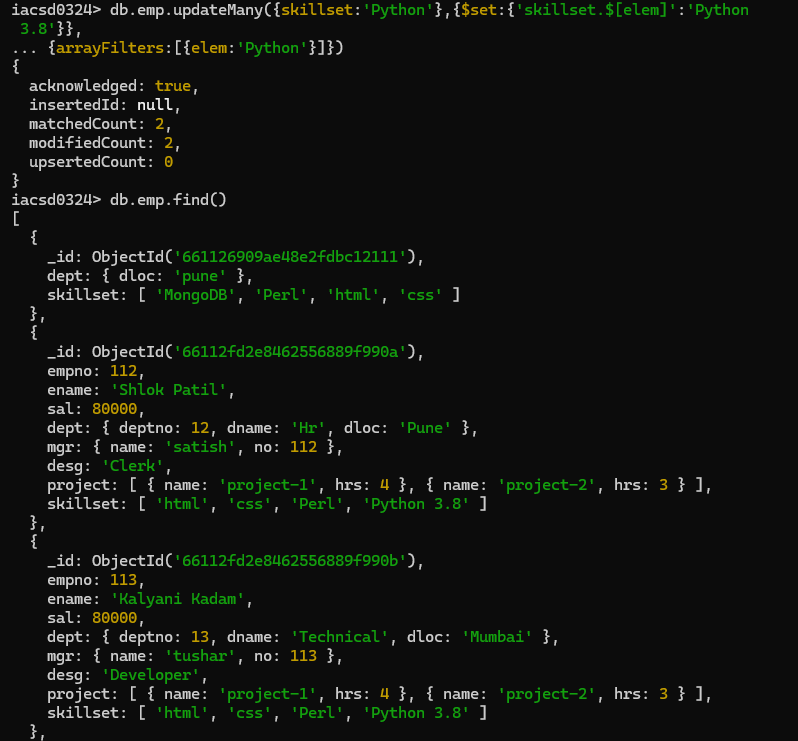 iacsd0324> db.emp.updateMany({skillset:'Python'},{$set:{'skillset.$[elem]':'Python
 3.8'}},
... {arrayFilters:[{elem:'Python'}]})
{
  acknowledged: true,
  insertedId: null,
  matchedCount: 2,
  modifiedCount: 2,
  upsertedCount: 0
}
iacsd0324> db.emp.find()
[
  {
    _id: ObjectId('661126909ae48e2fdbc12111'),
    dept: { dloc: 'pune' },
    skillset: [ 'MongoDB', 'Perl', 'html', 'css' ]
  },
  {
    _id: ObjectId('66112fd2e8462556889f990a'),
    empno: 112,
    ename: 'Shlok Patil',
    sal: 80000,
    dept: { deptno: 12, dname: 'Hr', dloc: 'Pune' },
    mgr: { name: 'satish', no: 112 },
    desg: 'Clerk',
    project: [ { name: 'project-1', hrs: 4 }, { name: 'project-2', hrs: 3 } ],
    skillset: [ 'html', 'css', 'Perl', 'Python 3.8' ]
  },
  {
    _id: ObjectId('66112fd2e8462556889f990b'),
    empno: 113,
    ename: 'Kalyani Kadam',
    sal: 80000,
    dept: { deptno: 13, dname: 'Technical', dloc: 'Mumbai' },
    mgr: { name: 'tushar', no: 113 },
    desg: 'Developer',
    project: [ { name: 'project-1', hrs: 4 }, { name: 'project-2', hrs: 3 } ],
    skillset: [ 'html', 'css', 'Perl', 'Python 3.8' ]
  },